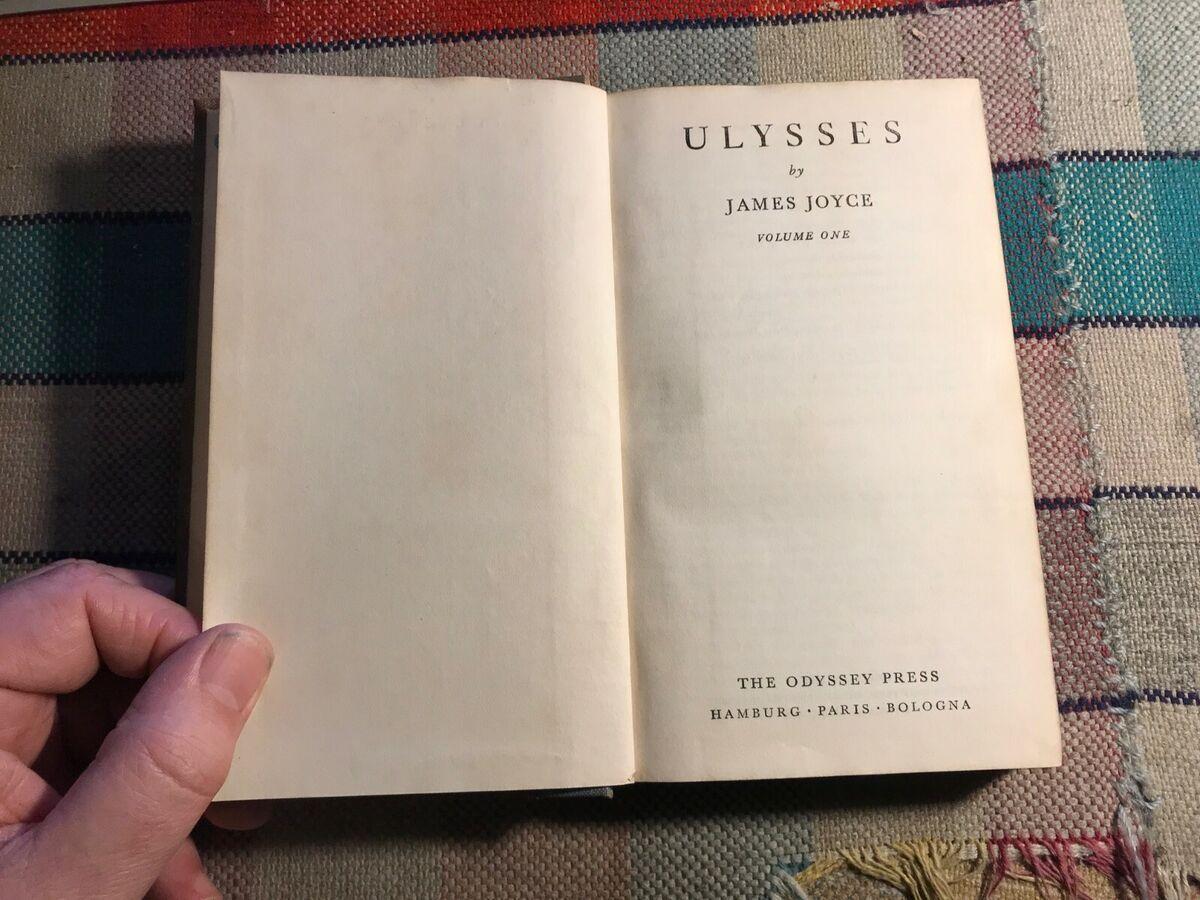 ULYSSES
by
JAMES JOYCE
VOLUME ONE
THE ODYSSEY PRESS
HAMBURG · PARIS · BOLOGNA